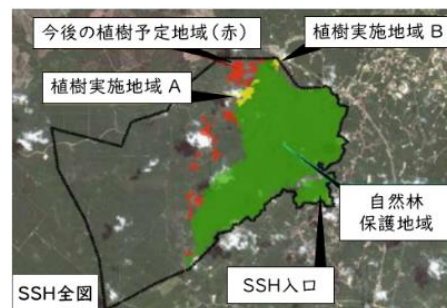 今後の植樹予定地域(赤)
植樹実施地域 B
植樹実施地域 A
自然林
保護地域
SSH入口
SSH全図